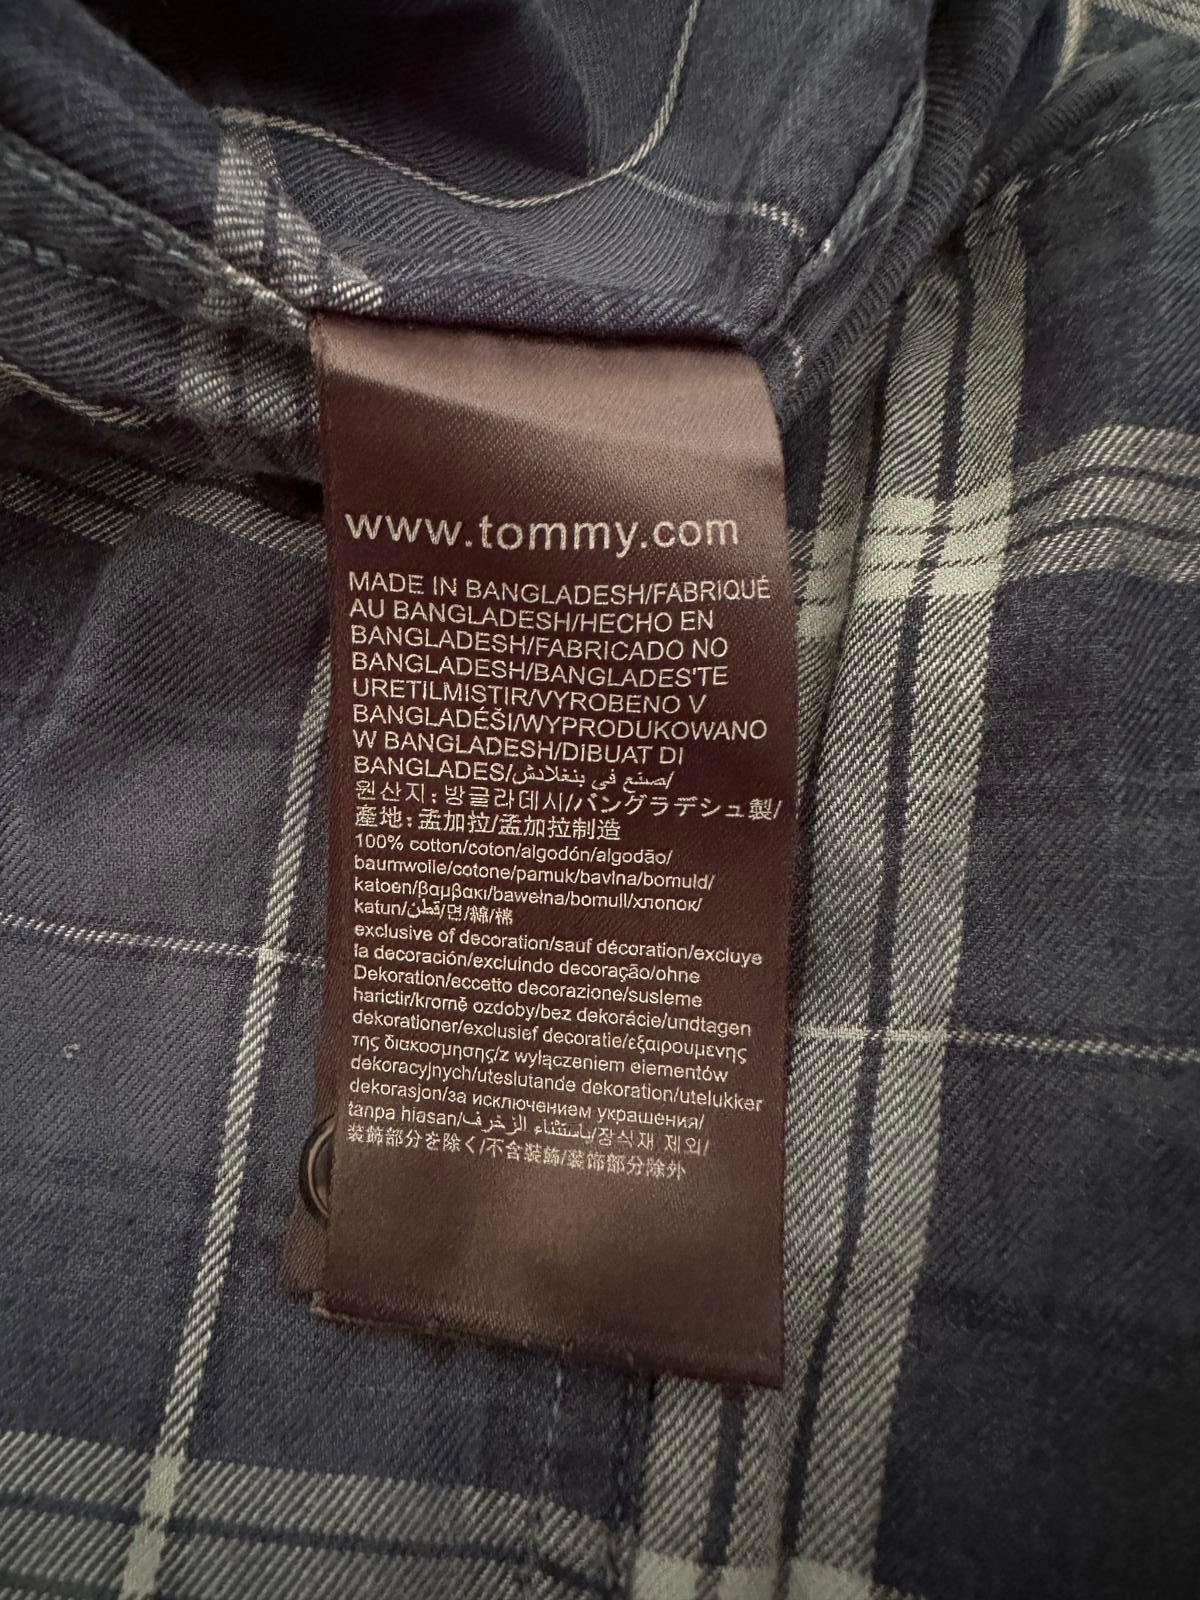 www.tommy.com
MADE IN BANGLADESH/FABRIQUÉ
AU BANGLADESH/HECHO EN
BANGLADESH/FABRICADO NO
BANGLADESH/BANGLADES'TE
URETILMISTIR/VYROBENO V
BANGLADÉŠI/WYPRODUKOWANO
W BANGLADESH/DIBUAT DI
BANGLADES/صنع في بنغلادش/
원산지: 방글라데시/バングラデシュ製/
產地: 孟加拉/孟加拉制造
100% cotton/coton/algodón/algodão/
baumwolle/cotone/pamuk/bavlna/bomuld/
katoen/βαμβακι/bawełna/bomull/хлопок/
katun/قطن/면/綿/棉
exclusive of decoration/sauf décoration/excluye
la decoración/excluindo decoração/ohne
Dekoration/eccetto decorazione/susleme
harictir/kromě ozdoby/bez dekorácie/undtagen
dekorationer/exclusief decoratie/εξαιρουμενης
της διακοσμησης/z wyłączeniem elementów
dekoracyjnych/uteslutande dekoration/utelukker
dekorasjon/за исключением украшения/
tanpa hiasan/باستثناء الزخرف/장식재 제외/
装飾部分を除く/不含裝飾/装饰部分除外